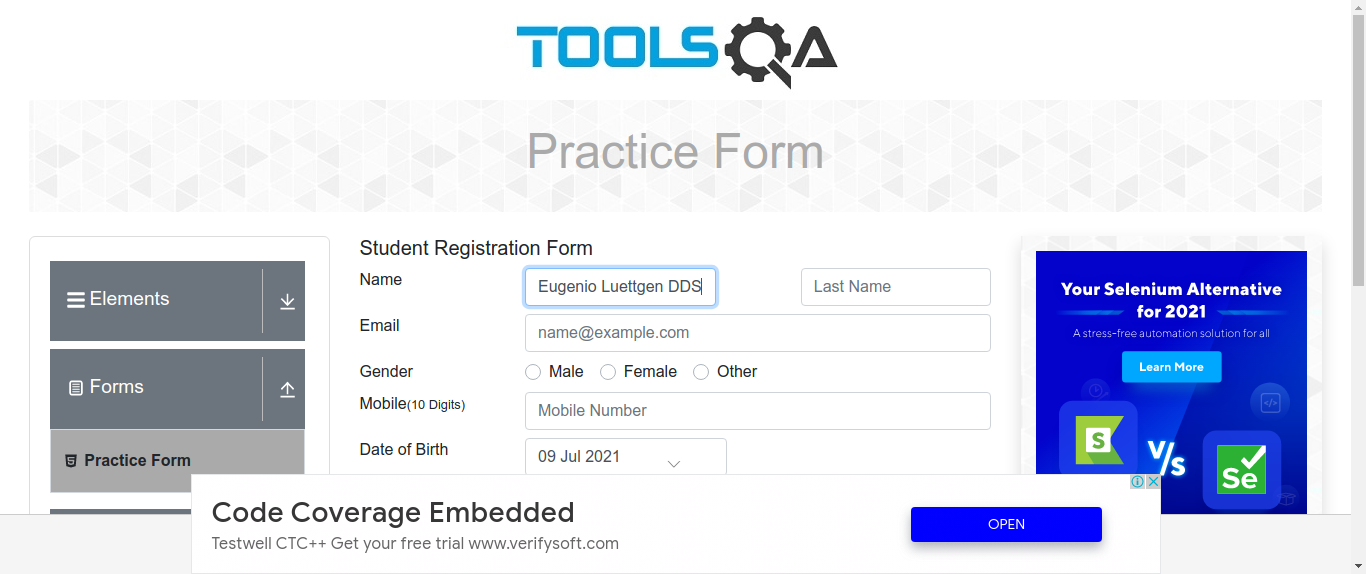 TOOLSQA
Practice Form
Elements
Forms
Practice Form
Student Registration Form
Name
Eugenio Luettgen DDS
Last Name
Email
name@example.com
Gender
Male
Female
Other
Mobile(10 Digits)
Mobile Number
Date of Birth
09 Jul 2021
Your Selenium Alternative
for 2021
A stress-free automation solution for all
Learn More
S
V/s
Se
Code Coverage Embedded
Testwell CTC++ Get your free trial www.verifysoft.com
OPEN